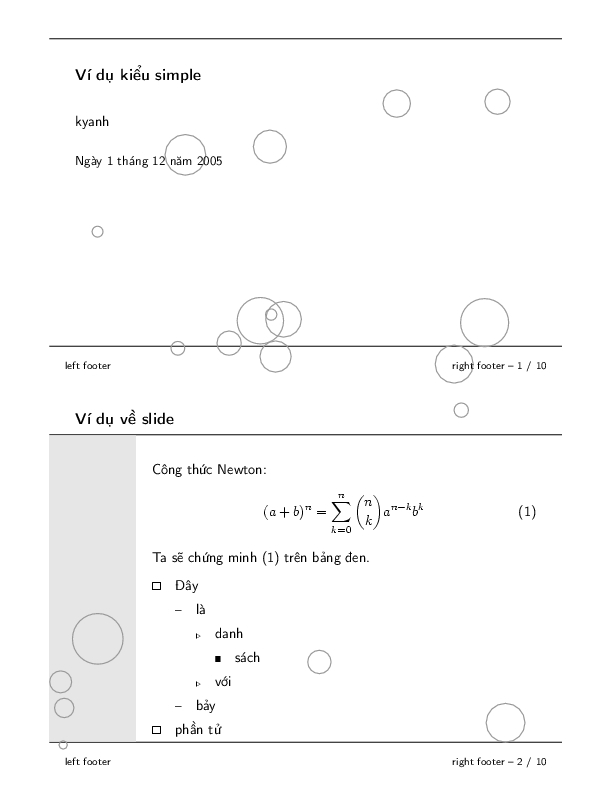 Ví dụ kiểu simple
kyanh
Ngày 1 tháng 12 năm 2005
left footer
right footer – 1 / 10
Ví dụ về slide
Công thức Newton:
(a + b)^n = \sum_{k=0}^{n} \binom{n}{k} a^{n-k} b^k (1)
Ta sẽ chứng minh (1) trên bảng đen.
□ Đây
– là
▹ danh
■ sách
▹ với
– bảy
□ phần tử
left footer
right footer – 2 / 10